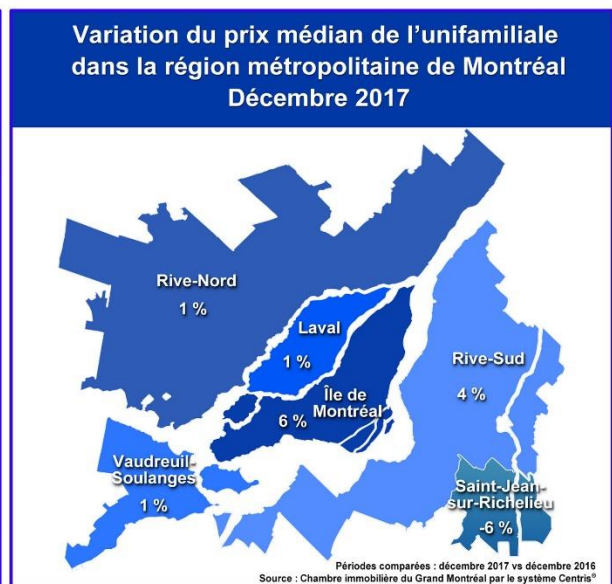 Variation du prix médian de l’unifamiliale
dans la région métropolitaine de Montréal
Décembre 2017
Rive-Nord
1 %
Laval
1 %
Île de
Montréal
6 %
Rive-Sud
4 %
Vaudreuil-
Soulanges
1 %
Saint-Jean-
sur-Richelieu
-6 %
Périodes comparées : décembre 2017 vs décembre 2016
Source : Chambre immobilière du Grand Montréal par le système Centris®